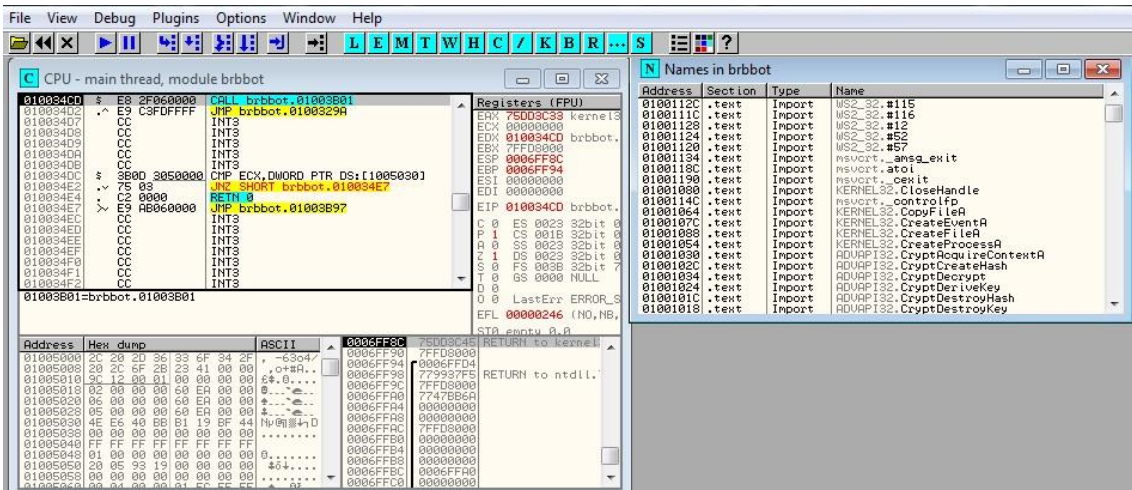 File View Debug Plugins Options Window Help
L E M T W H C / K B R ... S ?
C CPU - main thread, module brbbot
010034CD $ E8 2F060000 CALL brbbot.01003B01
010034D2 .^ E9 C3FDFFFF JMP brbbot.0100329A
010034D7 CC INT3
010034D8 CC INT3
010034D9 CC INT3
010034DA CC INT3
010034DB CC INT3
010034DC $ 3B0D 30500000 CMP ECX,DWORD PTR DS:[1005030]
010034E2 .v 75 03 JNZ SHORT brbbot.010034E7
010034E4 . C2 0000 RETN 0
010034E7 >- E9 AB060000 JMP brbbot.01003B97
INT3
010034ED CC INT3
010034EE CC INT3
010034EF CC INT3
010034F0 CC INT3
010034F1 CC INT3
010034F2 CC INT3
01003B01=brbbot.01003B01
Registers (FPU)
EAX 75DD3C33 kernel3
ECX 00000000
EDX 010034CD brbbot.
EBX 7FFD8000
ESP 0006FF8C
EBP 0006FF94
ESI 00000000
EDI 00000000
EIP 010034CD brbbot.
C 0 ES 0023 32bit 0
P 1 CS 001B 32bit 0
A 0 SS 0023 32bit 0
Z 1 DS 0023 32bit 0
S 0 FS 003B 32bit 7
T 0 GS 0000 NULL
D 0
O 0 LastErr ERROR_S
EFL 00000246 (NO,NB,
ST0 empty 0.0
Address Hex dump ASCII
01005000 2C 20 2D 36 33 6F 34 2F , -63o4/
01005008 20 2C 6F 2B 23 41 00 00 ,o+#A..
01005010 9C 12 00 01 00 00 00 00
01005018 02 00 00 00 60 EA 00 00
01005020 06 00 00 00 60 EA 00 00
01005028 05 00 00 00 60 EA 00 00
01005030 4E E6 40 BB B1 19 BF 44
01005038 00 00 00 00 00 00 00 00 ........
01005040 FF FF FF FF FF FF FF FF
01005048 01 00 00 00 00 00 00 00
01005050 20 05 93 19 00 00 00 00
01005058 00 00 00 00 00 00 00 00 ........
0006FF8C 75DD3C45 RETURN to kernel
0006FF90 7FFD8000
0006FF94 0006FFD4
0006FF98 779937F5 RETURN to ntdll.
0006FF9C 7FFD8000
0006FFA0 7747BB6A
0006FFA4 00000000
0006FFA8 00000000
0006FFAC 7FFD8000
0006FFB0 00000000
0006FFB4 00000000
0006FFB8 00000000
0006FFBC 0006FFA0
0006FFC0 00000000
N Names in brbbot
Address Section Type Name
0100112C .text Import WS2_32.#115
0100111C .text Import WS2_32.#116
01001128 .text Import WS2_32.#12
01001124 .text Import WS2_32.#52
01001120 .text Import WS2_32.#57
01001134 .text Import msvcrt._amsg_exit
0100118C .text Import msvcrt.atoi
01001190 .text Import msvcrt._cexit
01001080 .text Import KERNEL32.CloseHandle
0100114C .text Import msvcrt._controlfp
01001064 .text Import KERNEL32.CopyFileA
0100107C .text Import KERNEL32.CreateEventA
01001088 .text Import KERNEL32.CreateFileA
01001054 .text Import KERNEL32.CreateProcessA
01001030 .text Import ADVAPI32.CryptAcquireContextA
0100102C .text Import ADVAPI32.CryptCreateHash
01001034 .text Import ADVAPI32.CryptDecrypt
01001024 .text Import ADVAPI32.CryptDeriveKey
0100101C .text Import ADVAPI32.CryptDestroyHash
01001018 .text Import ADVAPI32.CryptDestroyKey